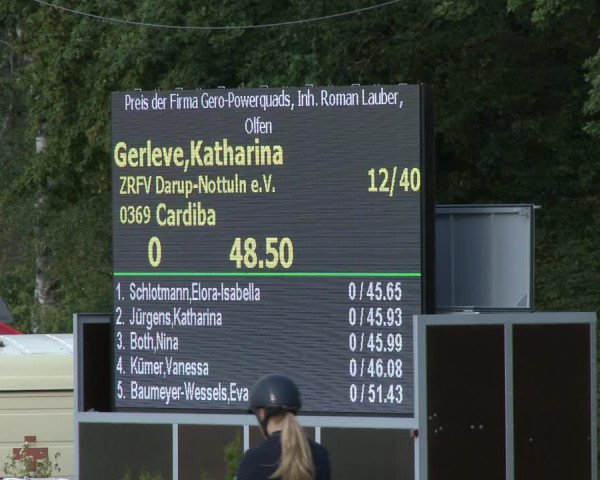 Preis der Firma Gero-Powerquads, Inh. Roman Lauber,
Olfen
Gerleve,Katharina
ZRFV Darup-Nottuln e.V. 12/40
0369 Cardiba
0 48.50
1. Schlotmann,Elora-Isabella 0/45.65
2. Jürgens,Katharina 0/45.93
3. Both,Nina 0/45.99
4. Kümer,Vanessa 0/46.08
5. Baumeyer-Wessels,Eva 0/51.43